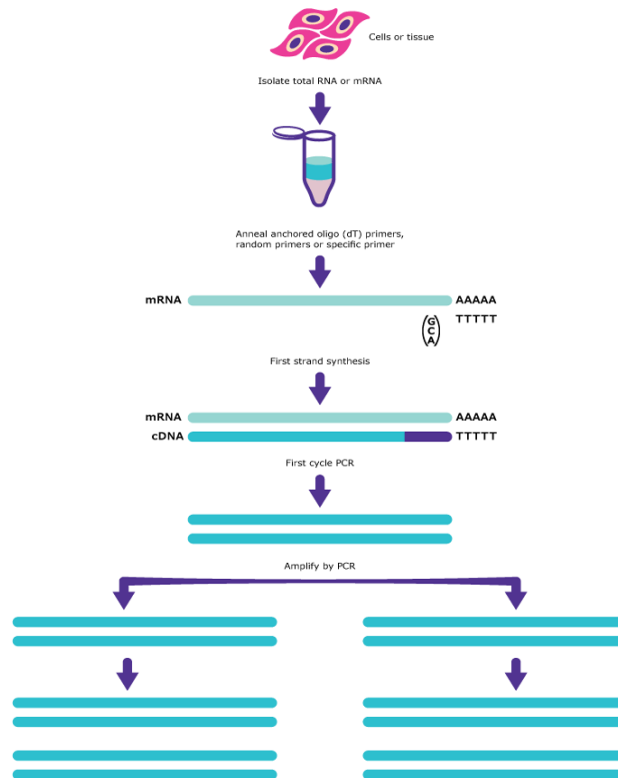 Cells or tissue
Isolate total RNA or mRNA
Anneal anchored oligo (dT) primers,
random primers or specific primer
mRNA AAAAA
TTTTT
G
C
A
First strand synthesis
mRNA AAAAA
cDNA TTTTT
First cycle PCR
Amplify by PCR